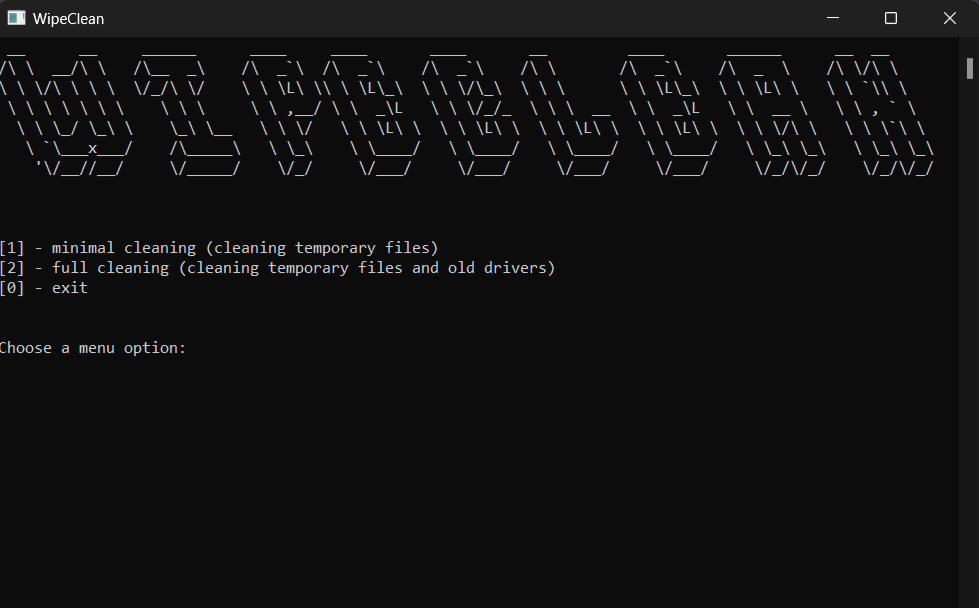 WipeClean
WIPECLEAN
[1] - minimal cleaning (cleaning temporary files)
[2] - full cleaning (cleaning temporary files and old drivers)
[0] - exit
Choose a menu option: